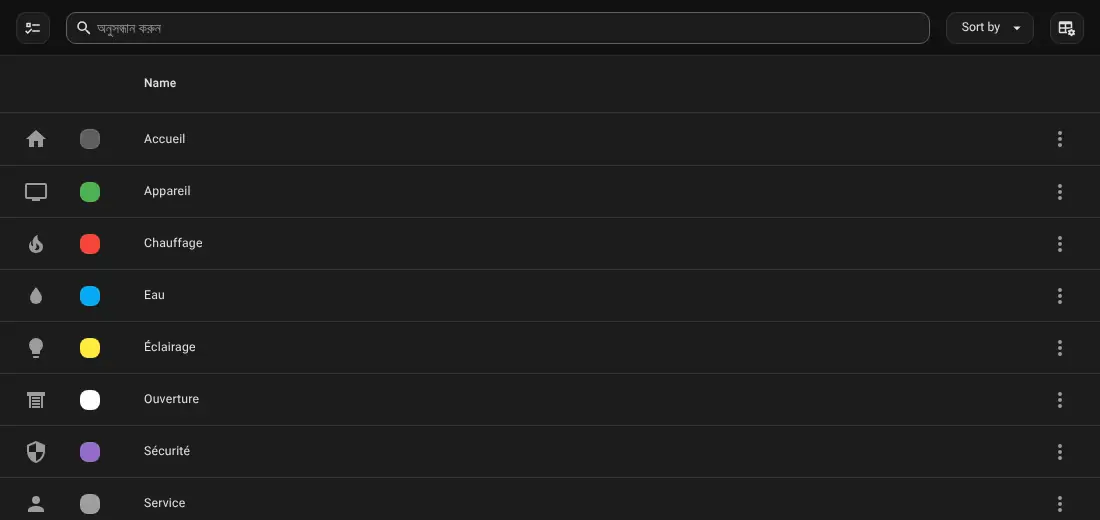 অনুসন্ধান করুন
Sort by
Name
Accueil
Appareil
Chauffage
Eau
Éclairage
Ouverture
Sécurité
Service